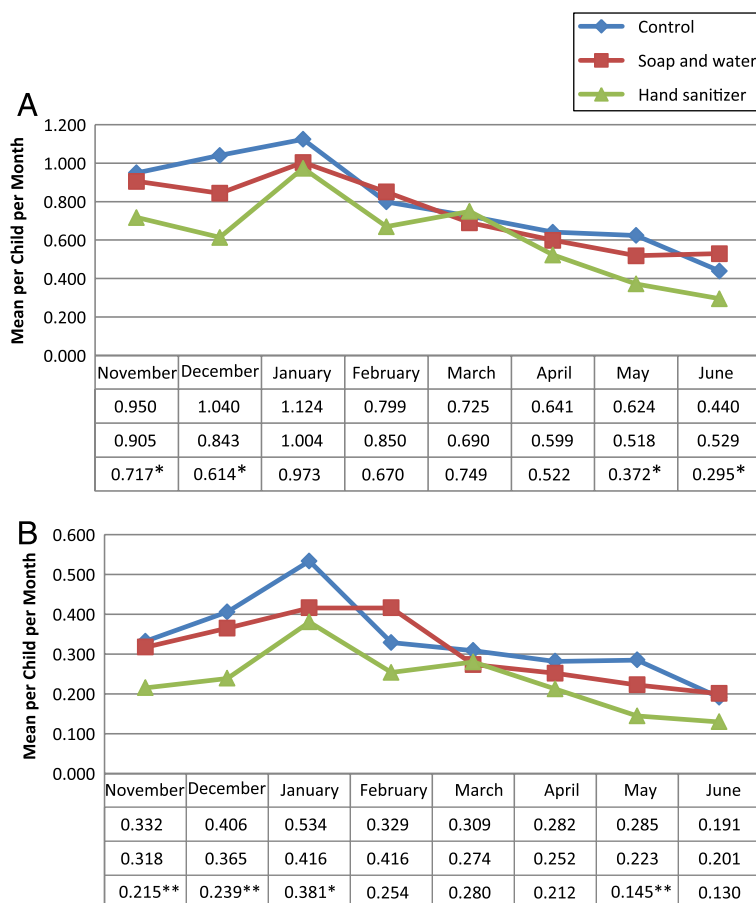 Control
Soap and water
Hand sanitizer
A
Mean per Child per Month
1.200
1.000
0.800
0.600
0.400
0.200
0.000
November December January February March April May June
0.950 1.040 1.124 0.799 0.725 0.641 0.624 0.440
0.905 0.843 1.004 0.850 0.690 0.599 0.518 0.529
0.717* 0.614* 0.973 0.670 0.749 0.522 0.372* 0.295*
B
Mean per Child per Month
0.600
0.500
0.400
0.300
0.200
0.100
0.000
November December January February March April May June
0.332 0.406 0.534 0.329 0.309 0.282 0.285 0.191
0.318 0.365 0.416 0.416 0.274 0.252 0.223 0.201
0.215** 0.239** 0.381* 0.254 0.280 0.212 0.145** 0.130